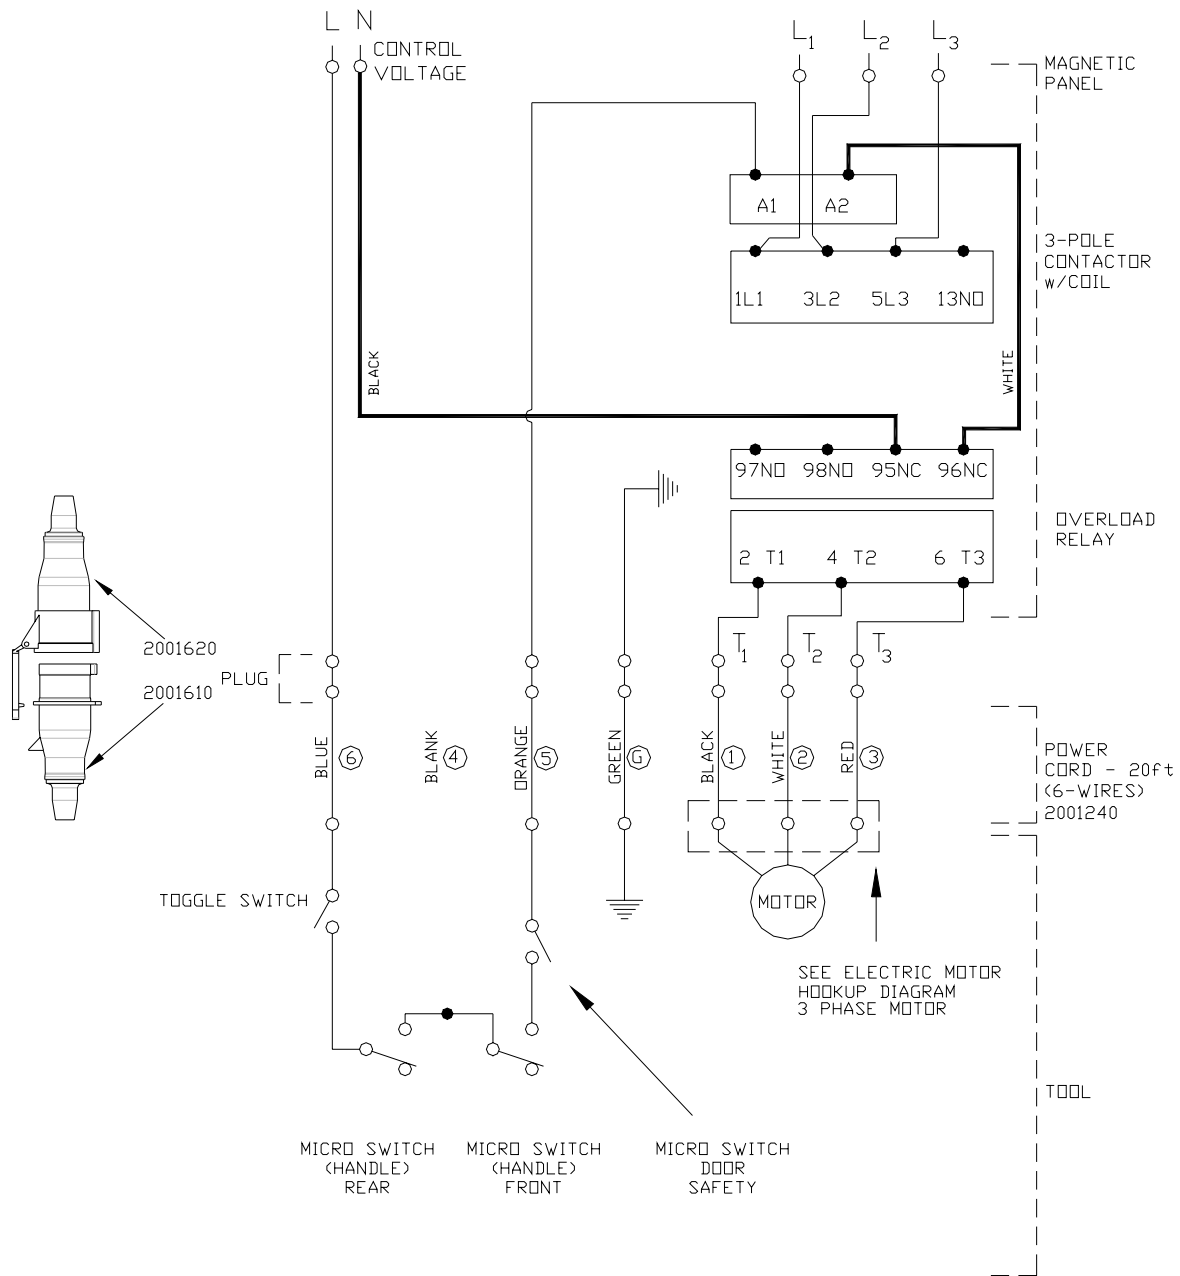 L N
CONTROL
VOLTAGE
L1 L2 L3
MAGNETIC
PANEL
A1 A2
3-POLE
CONTACTOR
W/COIL
1L1 3L2 5L3 13NO
BLACK
WHITE
97NO 98NO 95NC 96NC
OVERLOAD
RELAY
2 T1 4 T2 6 T3
T1 T2 T3
2001620
PLUG
2001610
BLUE 6
BLANK 4
ORANGE 5
GREEN G
BLACK 1
WHITE 2
RED 3
POWER
CORD - 20ft
(6-WIRES)
2001240
TOGGLE SWITCH
MOTOR
SEE ELECTRIC MOTOR
HOOKUP DIAGRAM
3 PHASE MOTOR
TOOL
MICRO SWITCH
(HANDLE)
REAR
MICRO SWITCH
(HANDLE)
FRONT
MICRO SWITCH
DOOR
SAFETY